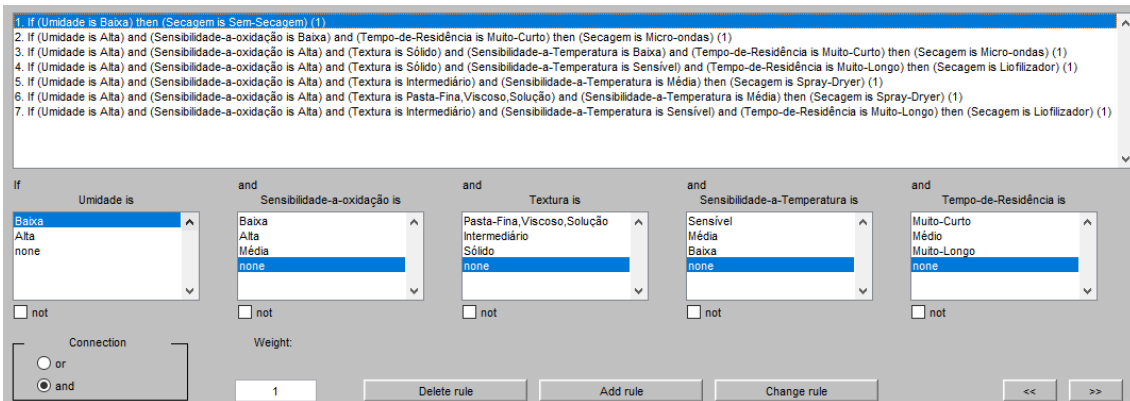 1. If (Umidade is Baixa) then (Secagem is Sem-Secagem) (1)
2. If (Umidade is Alta) and (Sensibilidade-a-oxidação is Baixa) and (Tempo-de-Residência is Muito-Curto) then (Secagem is Micro-ondas) (1)
3. If (Umidade is Alta) and (Sensibilidade-a-oxidação is Alta) and (Textura is Sólido) and (Sensibilidade-a-Temperatura is Baixa) and (Tempo-de-Residência is Muito-Curto) then (Secagem is Micro-ondas) (1)
4. If (Umidade is Alta) and (Sensibilidade-a-oxidação is Alta) and (Textura is Sólido) and (Sensibilidade-a-Temperatura is Sensível) and (Tempo-de-Residência is Muito-Longo) then (Secagem is Liofilizador) (1)
5. If (Umidade is Alta) and (Sensibilidade-a-oxidação is Alta) and (Textura is Intermediário) and (Sensibilidade-a-Temperatura is Média) then (Secagem is Spray-Dryer) (1)
6. If (Umidade is Alta) and (Sensibilidade-a-oxidação is Alta) and (Textura is Pasta-Fina,Viscoso,Solução) and (Sensibilidade-a-Temperatura is Média) then (Secagem is Spray-Dryer) (1)
7. If (Umidade is Alta) and (Sensibilidade-a-oxidação is Alta) and (Textura is Intermediário) and (Sensibilidade-a-Temperatura is Sensível) and (Tempo-de-Residência is Muito-Longo) then (Secagem is Liofilizador) (1)
If
Umidade is
Baixa
Alta
none
not
and
Sensibilidade-a-oxidação is
Baixa
Alta
Média
none
not
and
Textura is
Pasta-Fina,Viscoso,Solução
Intermediário
Sólido
none
not
and
Sensibilidade-a-Temperatura is
Sensível
Média
Baixa
none
not
and
Tempo-de-Residência is
Muito-Curto
Médio
Muito-Longo
none
not
Connection
or
and
Weight:
1
Delete rule
Add rule
Change rule
<<
>>